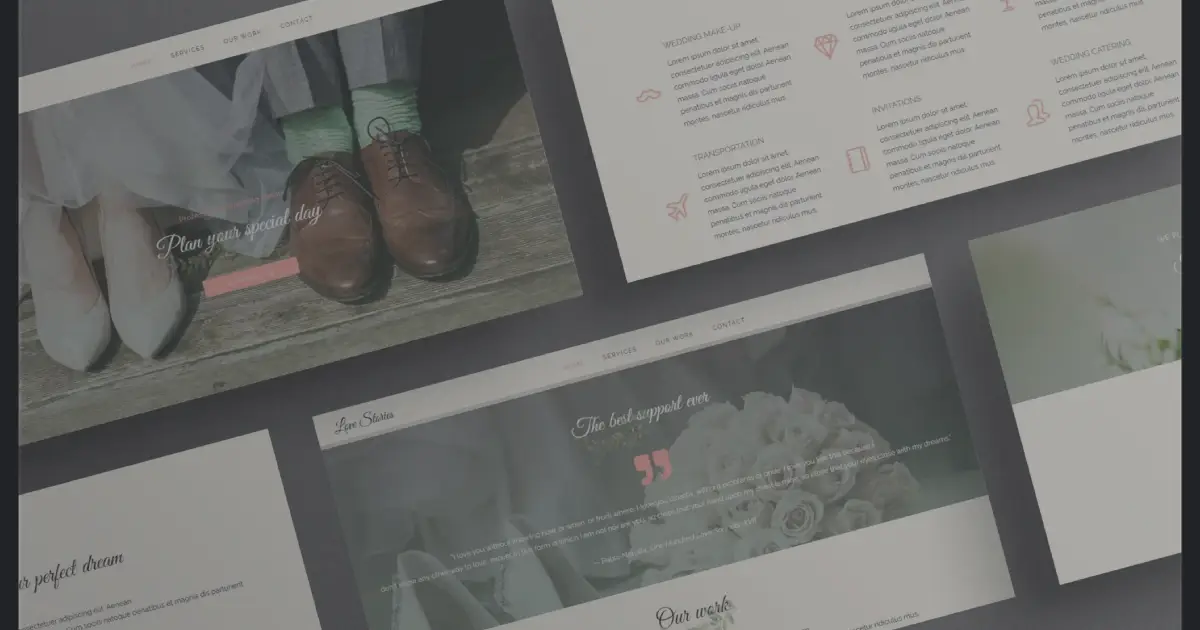 HOME SERVICES OUR WORK CONTACT
Plan your special day
WEDDING MAKE-UP
Lorem ipsum dolor sit amet,
consectetuer adipiscing elit. Aenean
commodo ligula eget dolor. Aenean
massa. Cum sociis natoque
penatibus et magnis dis parturient
montes, nascetur ridiculus mus.
TRANSPORTATION
Lorem ipsum dolor sit amet,
consectetuer adipiscing elit. Aenean
commodo ligula eget dolor. Aenean
massa. Cum sociis natoque
penatibus et magnis dis parturient
montes, nascetur ridiculus mus.
Lorem ipsum dolor sit amet,
consectetuer adipiscing elit. Aenean
commodo ligula eget dolor. Aenean
massa. Cum sociis natoque
penatibus et magnis dis parturient
montes, nascetur ridiculus mus.
INVITATIONS
Lorem ipsum dolor sit amet,
consectetuer adipiscing elit. Aenean
commodo ligula eget dolor. Aenean
massa. Cum sociis natoque
penatibus et magnis dis parturient
montes, nascetur ridiculus mus.
massa. Cum sociis natoque
penatibus et magnis dis parturient
montes, nascetur ridiculus mus.
WEDDING CATERING
Lorem ipsum dolor sit amet,
consectetuer adipiscing elit. Aenean
commodo ligula eget dolor. Aenean
massa. Cum sociis natoque
penatibus et magnis dis parturient
montes, nascetur ridiculus mus.
Love Stories
HOME SERVICES OUR WORK CONTACT
The best support ever
Our work
ridiculus mus.
perfect dream
adipiscing elit. Aenean
sociis natoque penatibus et magnis dis parturient